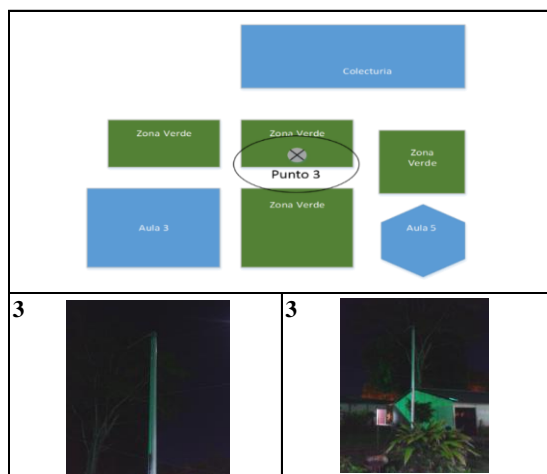 Colecturia
Zona Verde
Zona Verde
Zona
Verde
Punto 3
Aula 3
Zona Verde
Aula 5
3
3